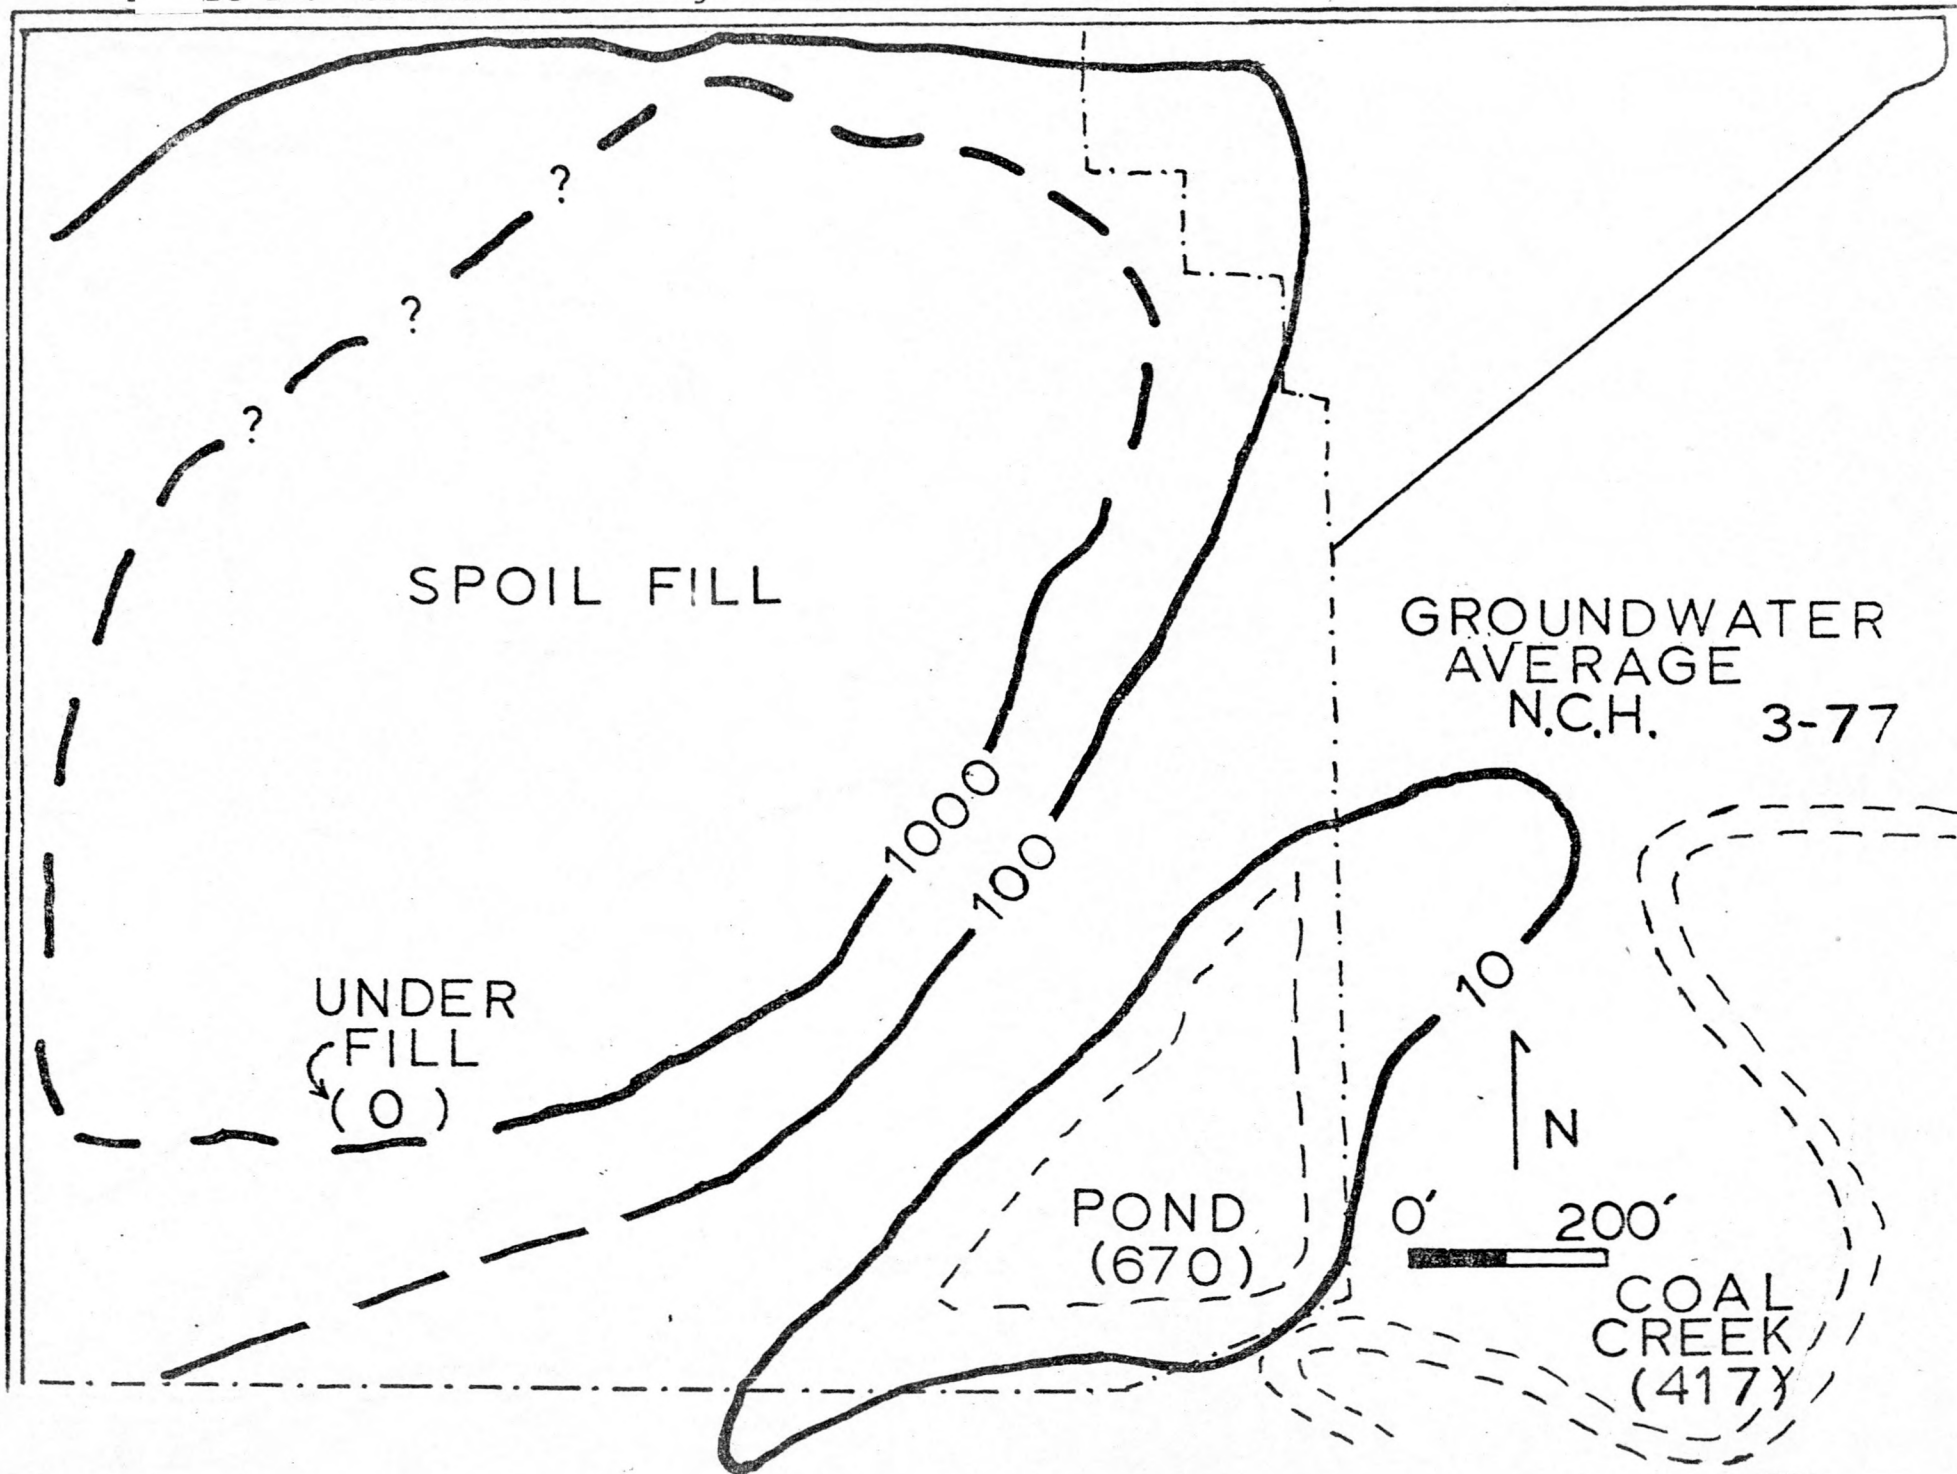 ?
?
?
SPOIL FILL
GROUNDWATER
AVERAGE
N.C.H. 3-77
1000
100
10
UNDER
FILL
(0)
N
POND
(670)
0' 200'
COAL
CREEK
(417)